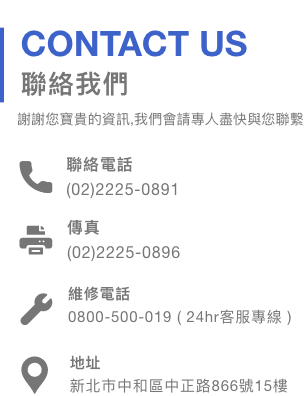 CONTACT US
聯絡我們
謝謝您寶貴的資訊,我們會請專人盡快與您聯繫
聯絡電話
(02)2225-0891
傳真
(02)2225-0896
維修電話
0800-500-019 ( 24hr客服專線 )
地址
新北市中和區中正路866號15樓